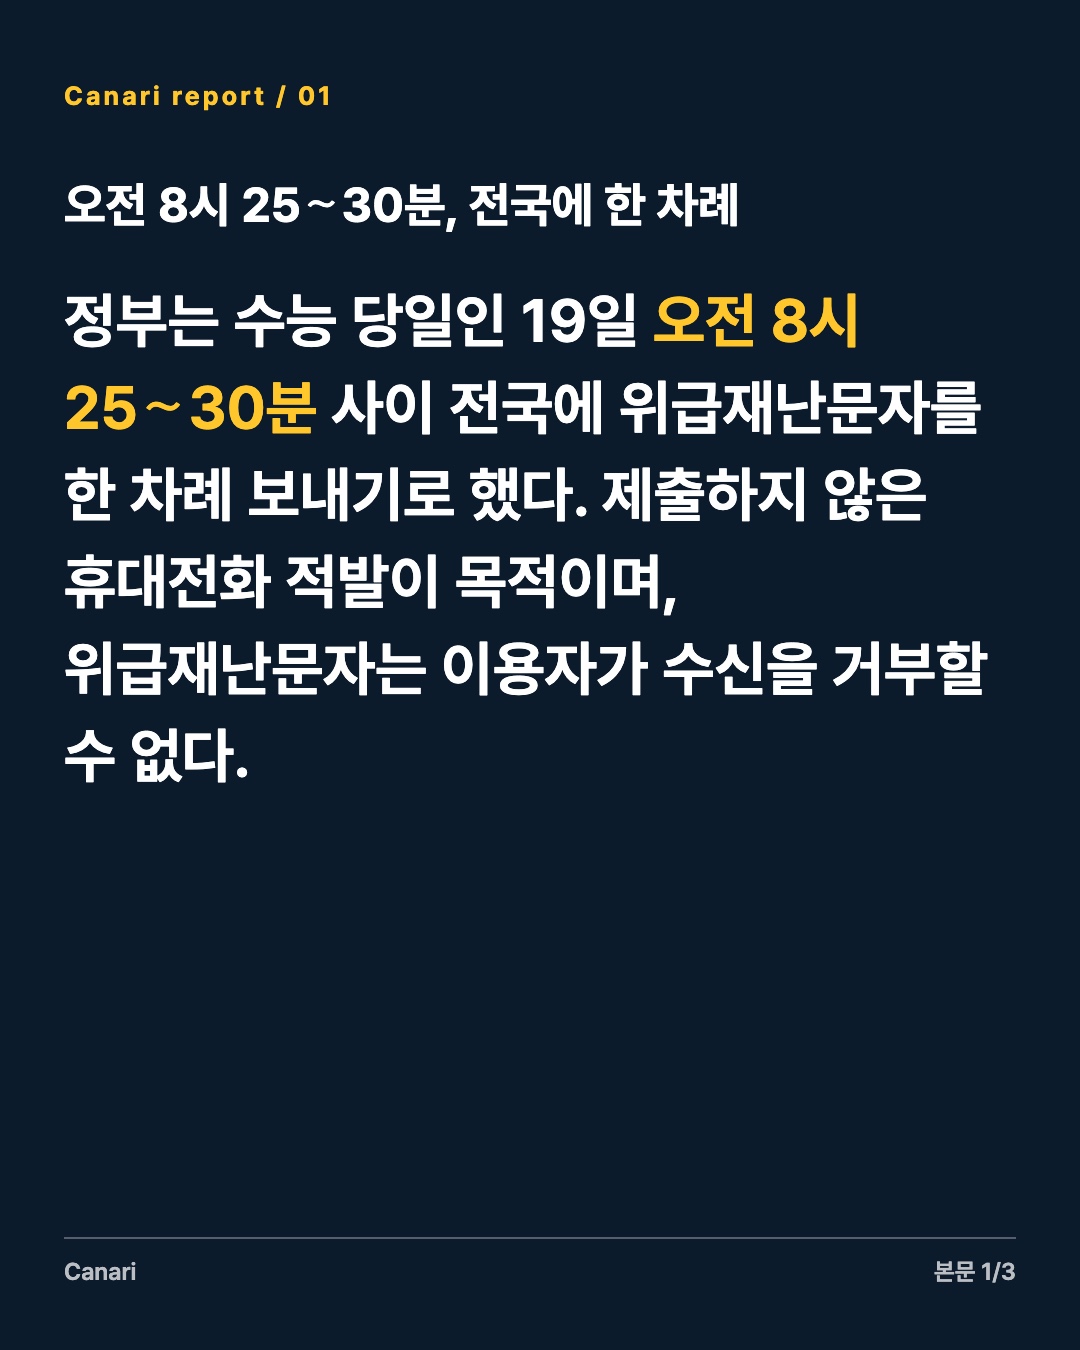 Canari report / 01
오전 8시 25~30분, 전국에 한 차례
정부는 수능 당일인 19일 오전 8시
25~30분 사이 전국에 위급재난문자를
한 차례 보내기로 했다. 제출하지 않은
휴대전화 적발이 목적이며,
위급재난문자는 이용자가 수신을 거부할
수 없다.
Canari
본문 1/3